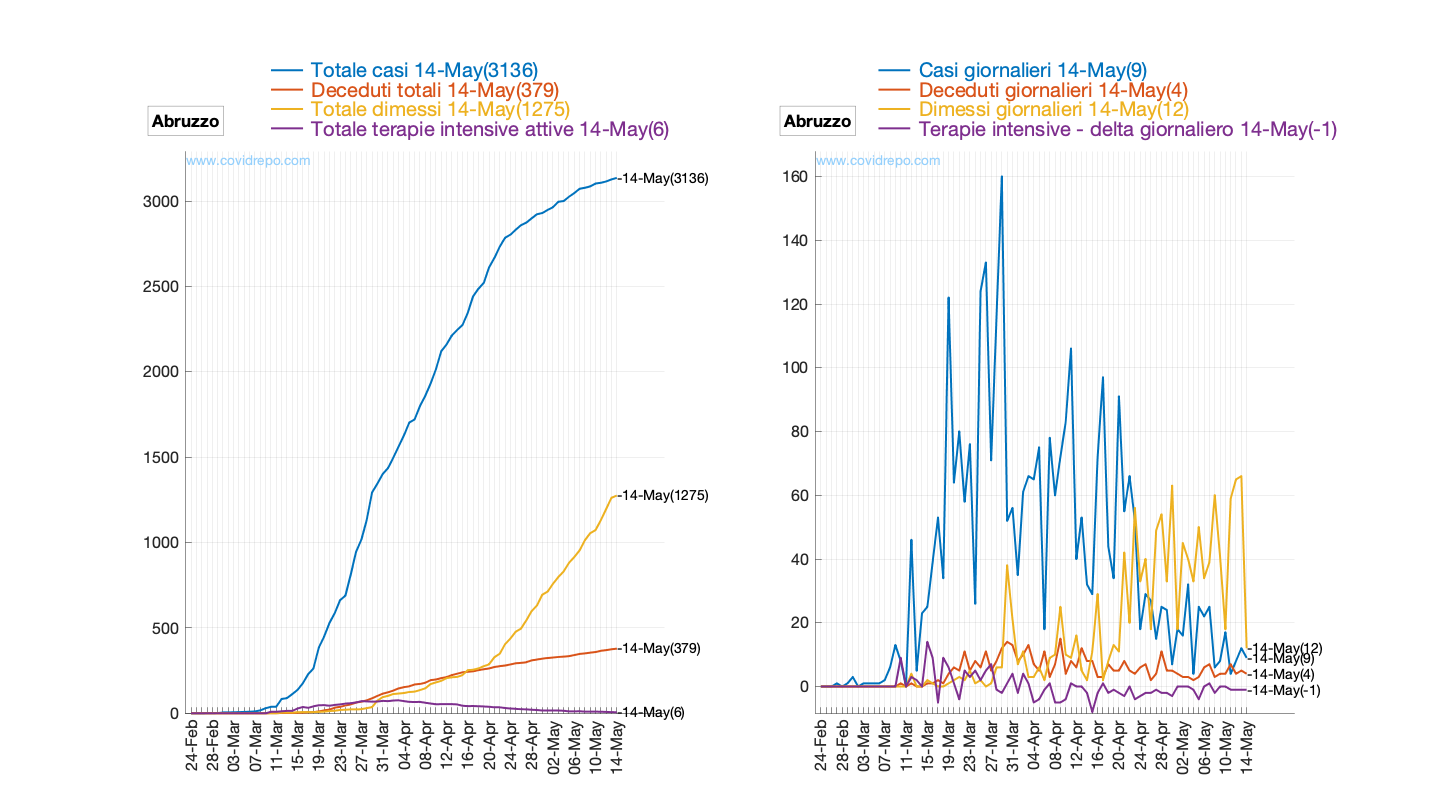 Totale casi 14-May(3136)
Deceduti totali 14-May(379)
Totale dimessi 14-May(1275)
Totale terapie intensive attive 14-May(6)
Abruzzo
www.covidrepo.com
3000
2500
2000
1500
1000
500
0
14-May(3136)
14-May(1275)
14-May(379)
14-May(6)
24-Feb
28-Feb
03-Mar
07-Mar
11-Mar
15-Mar
19-Mar
23-Mar
27-Mar
31-Mar
04-Apr
08-Apr
12-Apr
16-Apr
20-Apr
24-Apr
28-Apr
02-May
06-May
10-May
14-May
Casi giornalieri 14-May(9)
Deceduti giornalieri 14-May(4)
Dimessi giornalieri 14-May(12)
Terapie intensive - delta giornaliero 14-May(-1)
Abruzzo
www.covidrepo.com
160
140
120
100
80
60
40
20
0
14-May(12)
14-May(9)
14-May(4)
14-May(-1)
24-Feb
28-Feb
03-Mar
07-Mar
11-Mar
15-Mar
19-Mar
23-Mar
27-Mar
31-Mar
04-Apr
08-Apr
12-Apr
16-Apr
20-Apr
24-Apr
28-Apr
02-May
06-May
10-May
14-May